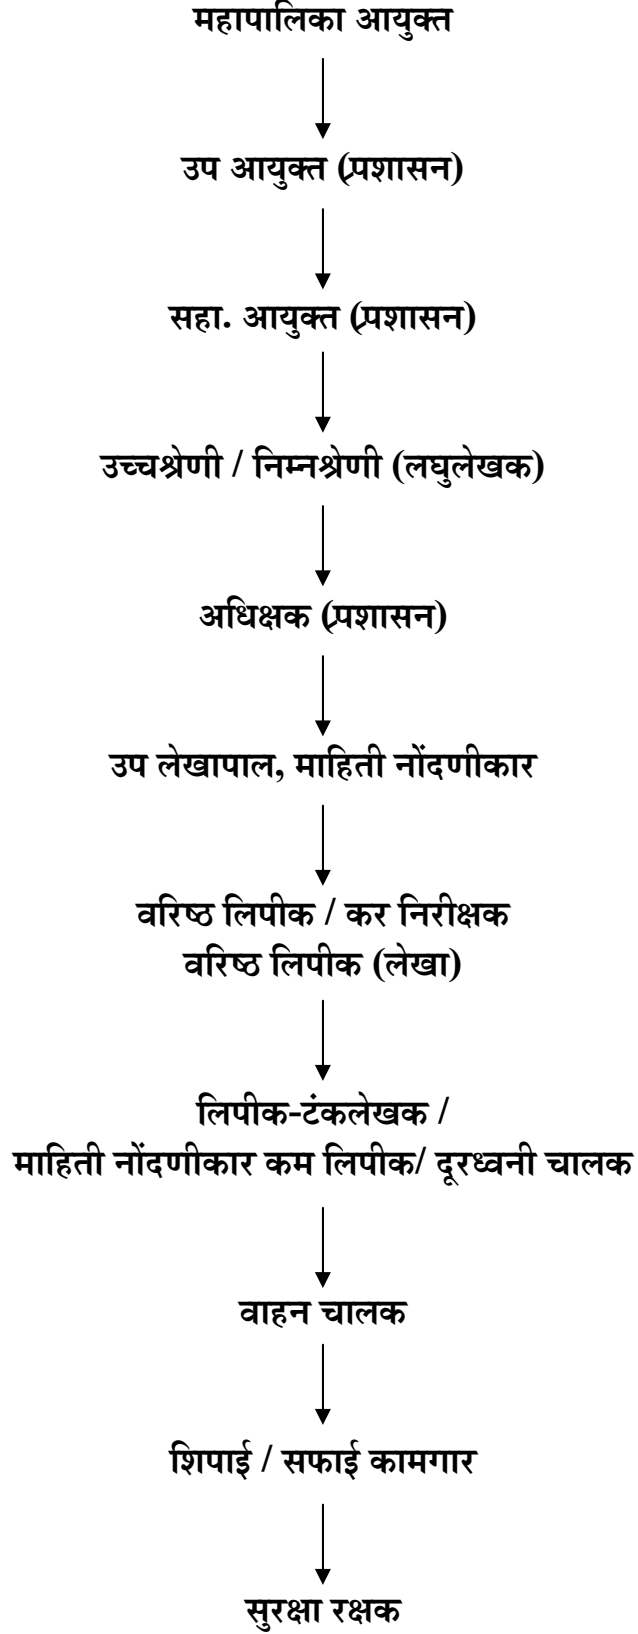 महापालिका आयुक्त
उप आयुक्त (प्रशासन)
सहा. आयुक्त (प्रशासन)
उच्चश्रेणी / निम्नश्रेणी (लघुलेखक)
अधिक्षक (प्रशासन)
उप लेखापाल, माहिती नोंदणीकार
वरिष्ठ लिपीक / कर निरीक्षक
वरिष्ठ लिपीक (लेखा)
लिपीक-टंकलेखक /
माहिती नोंदणीकार कम लिपीक/ दूरध्वनी चालक
वाहन चालक
शिपाई / सफाई कामगार
सुरक्षा रक्षक